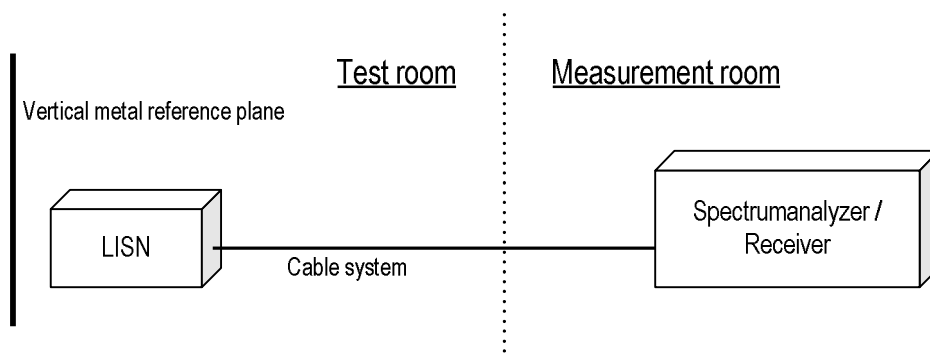 Test room
Measurement room
Vertical metal reference plane
LISN
Cable system
Spectrumanalyzer /
Receiver